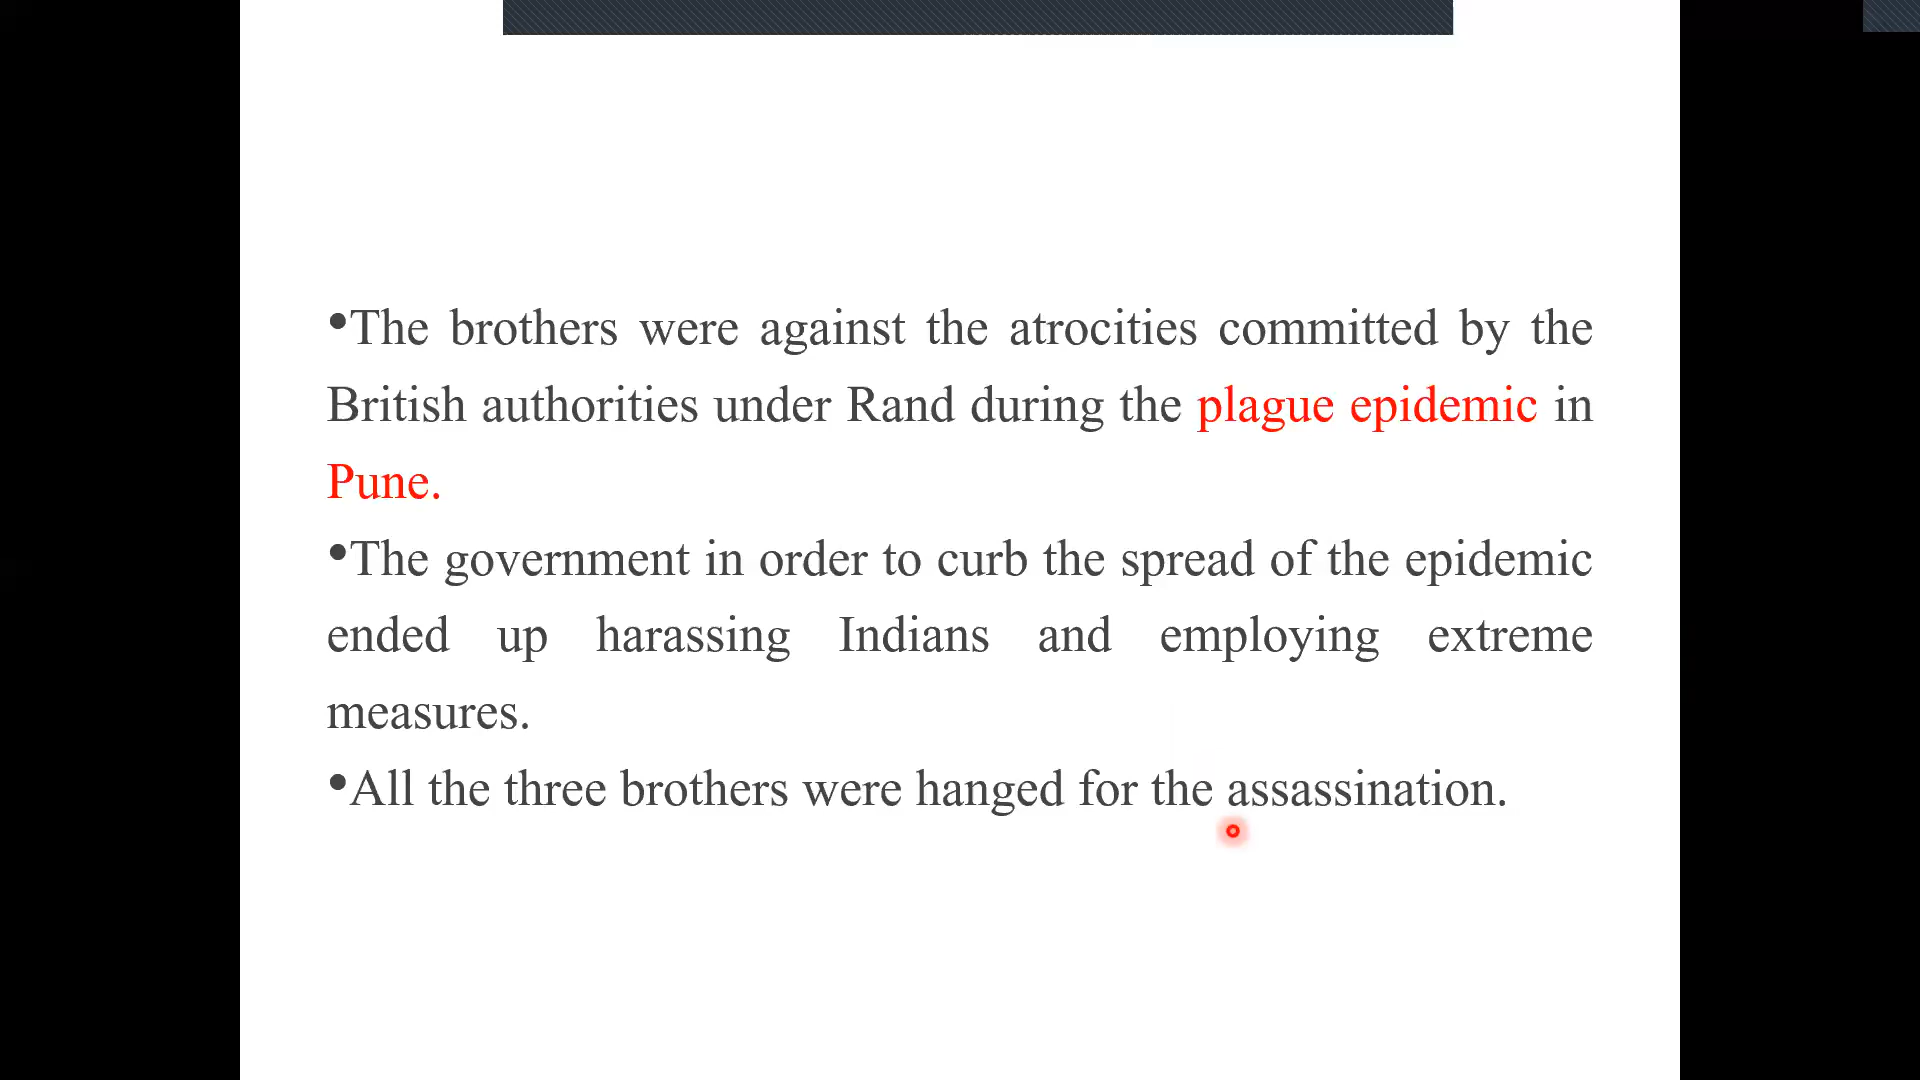 •The brothers were against the atrocities committed by the
British authorities under Rand during the plague epidemic in
Pune.
•The government in order to curb the spread of the epidemic
ended up harassing Indians and employing extreme
measures.
•All the three brothers were hanged for the assassination.